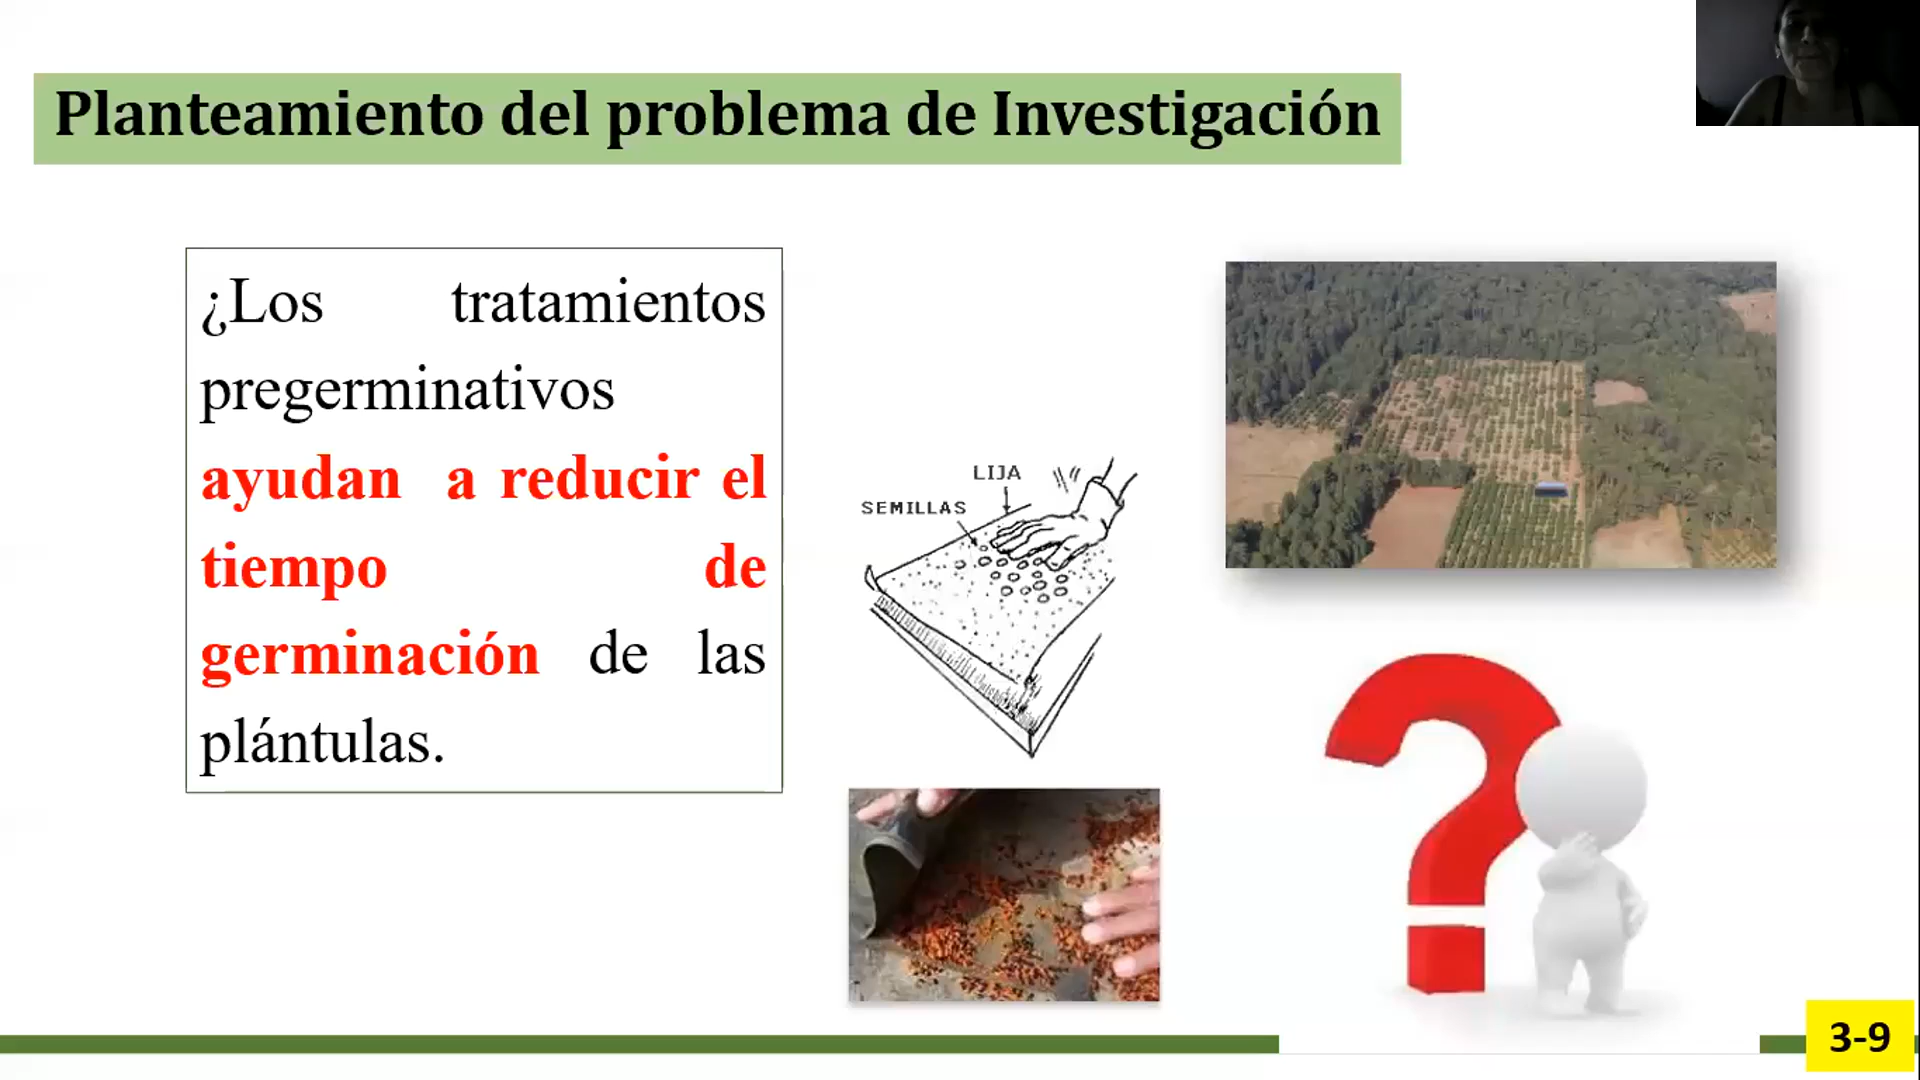 Planteamiento del problema de Investigación
¿Los tratamientos
pregerminativos
ayudan a reducir el
tiempo de
germinación de las
plántulas.
LIJA
SEMILLAS
3-9